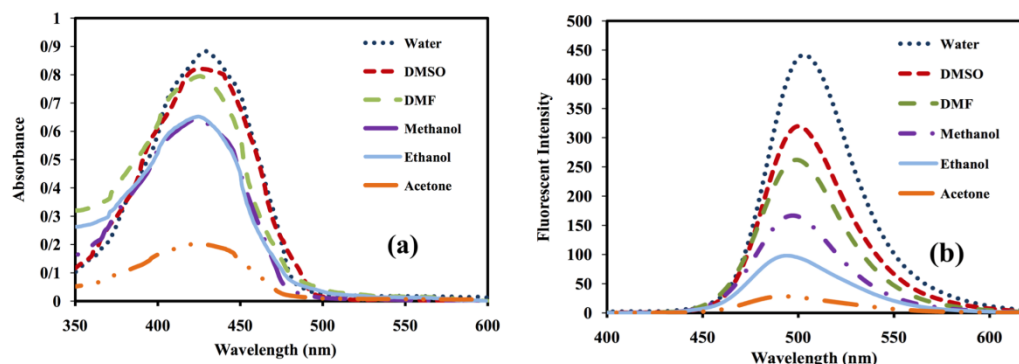 (a)
1
0/9
0/8
0/7
0/6
0/5
0/4
0/3
0/2
0/1
0
Absorbance
350 400 450 500 550 600
Wavelength (nm)
Water
DMSO
DMF
Methanol
Ethanol
Acetone
(b)
500
450
400
350
300
250
200
150
100
50
0
Fluorescent Intensity
400 450 500 550 600
Wavelength (nm)
Water
DMSO
DMF
Methanol
Ethanol
Acetone